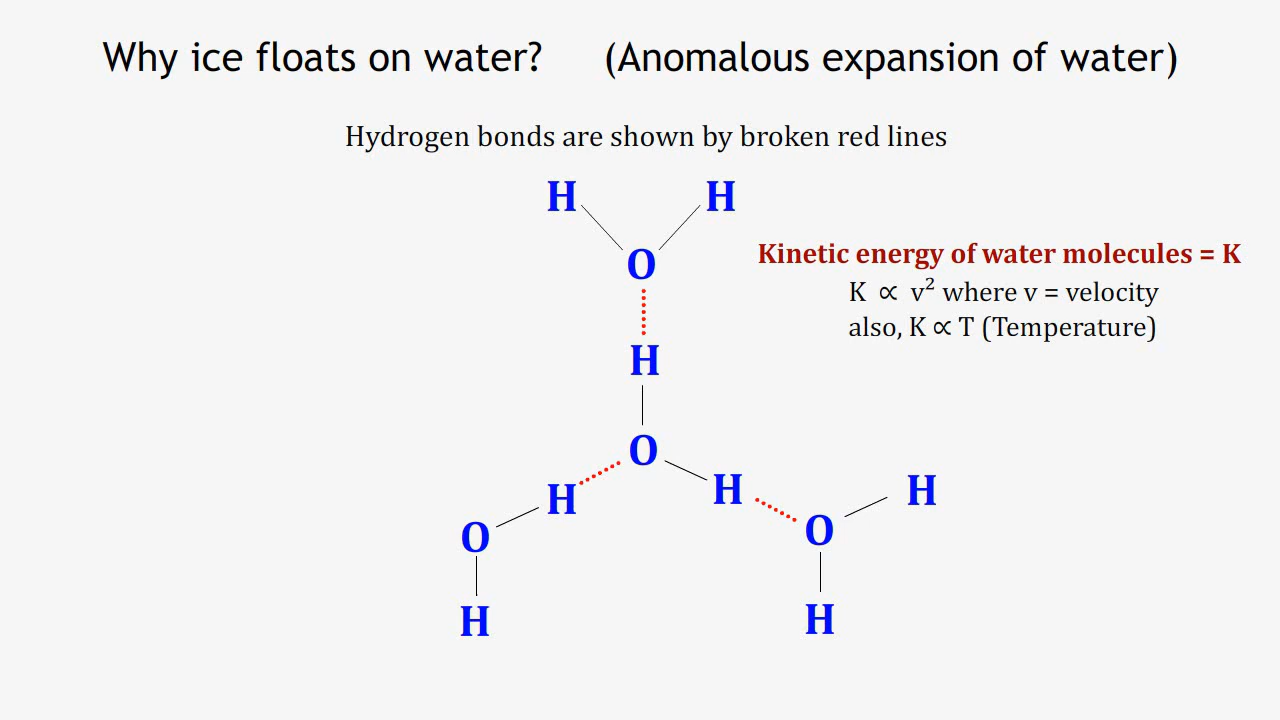 Why ice floats on water? (Anomalous expansion of water)
Hydrogen bonds are shown by broken red lines
H H
O
Kinetic energy of water molecules = K
K ∝ v² where v = velocity
also, K ∝ T (Temperature)
H
O
H H H
O O
H H